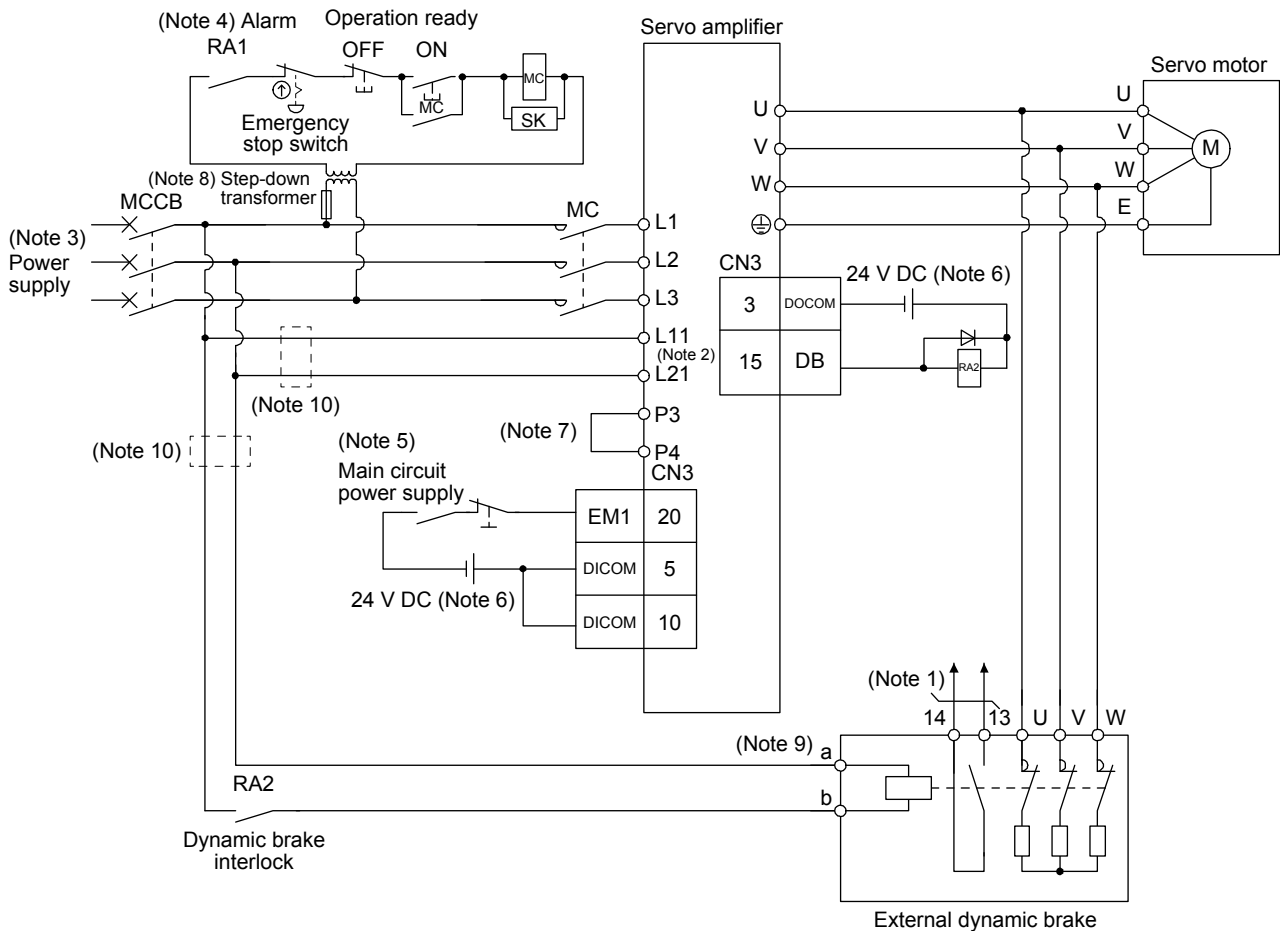 (Note 4) Alarm
RA1
Operation ready
OFF
ON
MC
MC
SK
Emergency
stop switch
(Note 8) Step-down
transformer
MCCB
MC
(Note 3)
Power
supply
Servo amplifier
U
V
W
L1
L2
L3
L11
(Note 2)
L21
P3
P4
CN3
(Note 10)
(Note 10)
(Note 7)
(Note 5)
Main circuit
power supply
24 V DC (Note 6)
EM1
20
DICOM
5
DICOM
10
CN3
3
DOCOM
15
DB
24 V DC (Note 6)
RA2
Servo motor
U
V
W
E
M
(Note 1)
14
13
U
V
W
(Note 9)
a
b
RA2
Dynamic brake
interlock
External dynamic brake